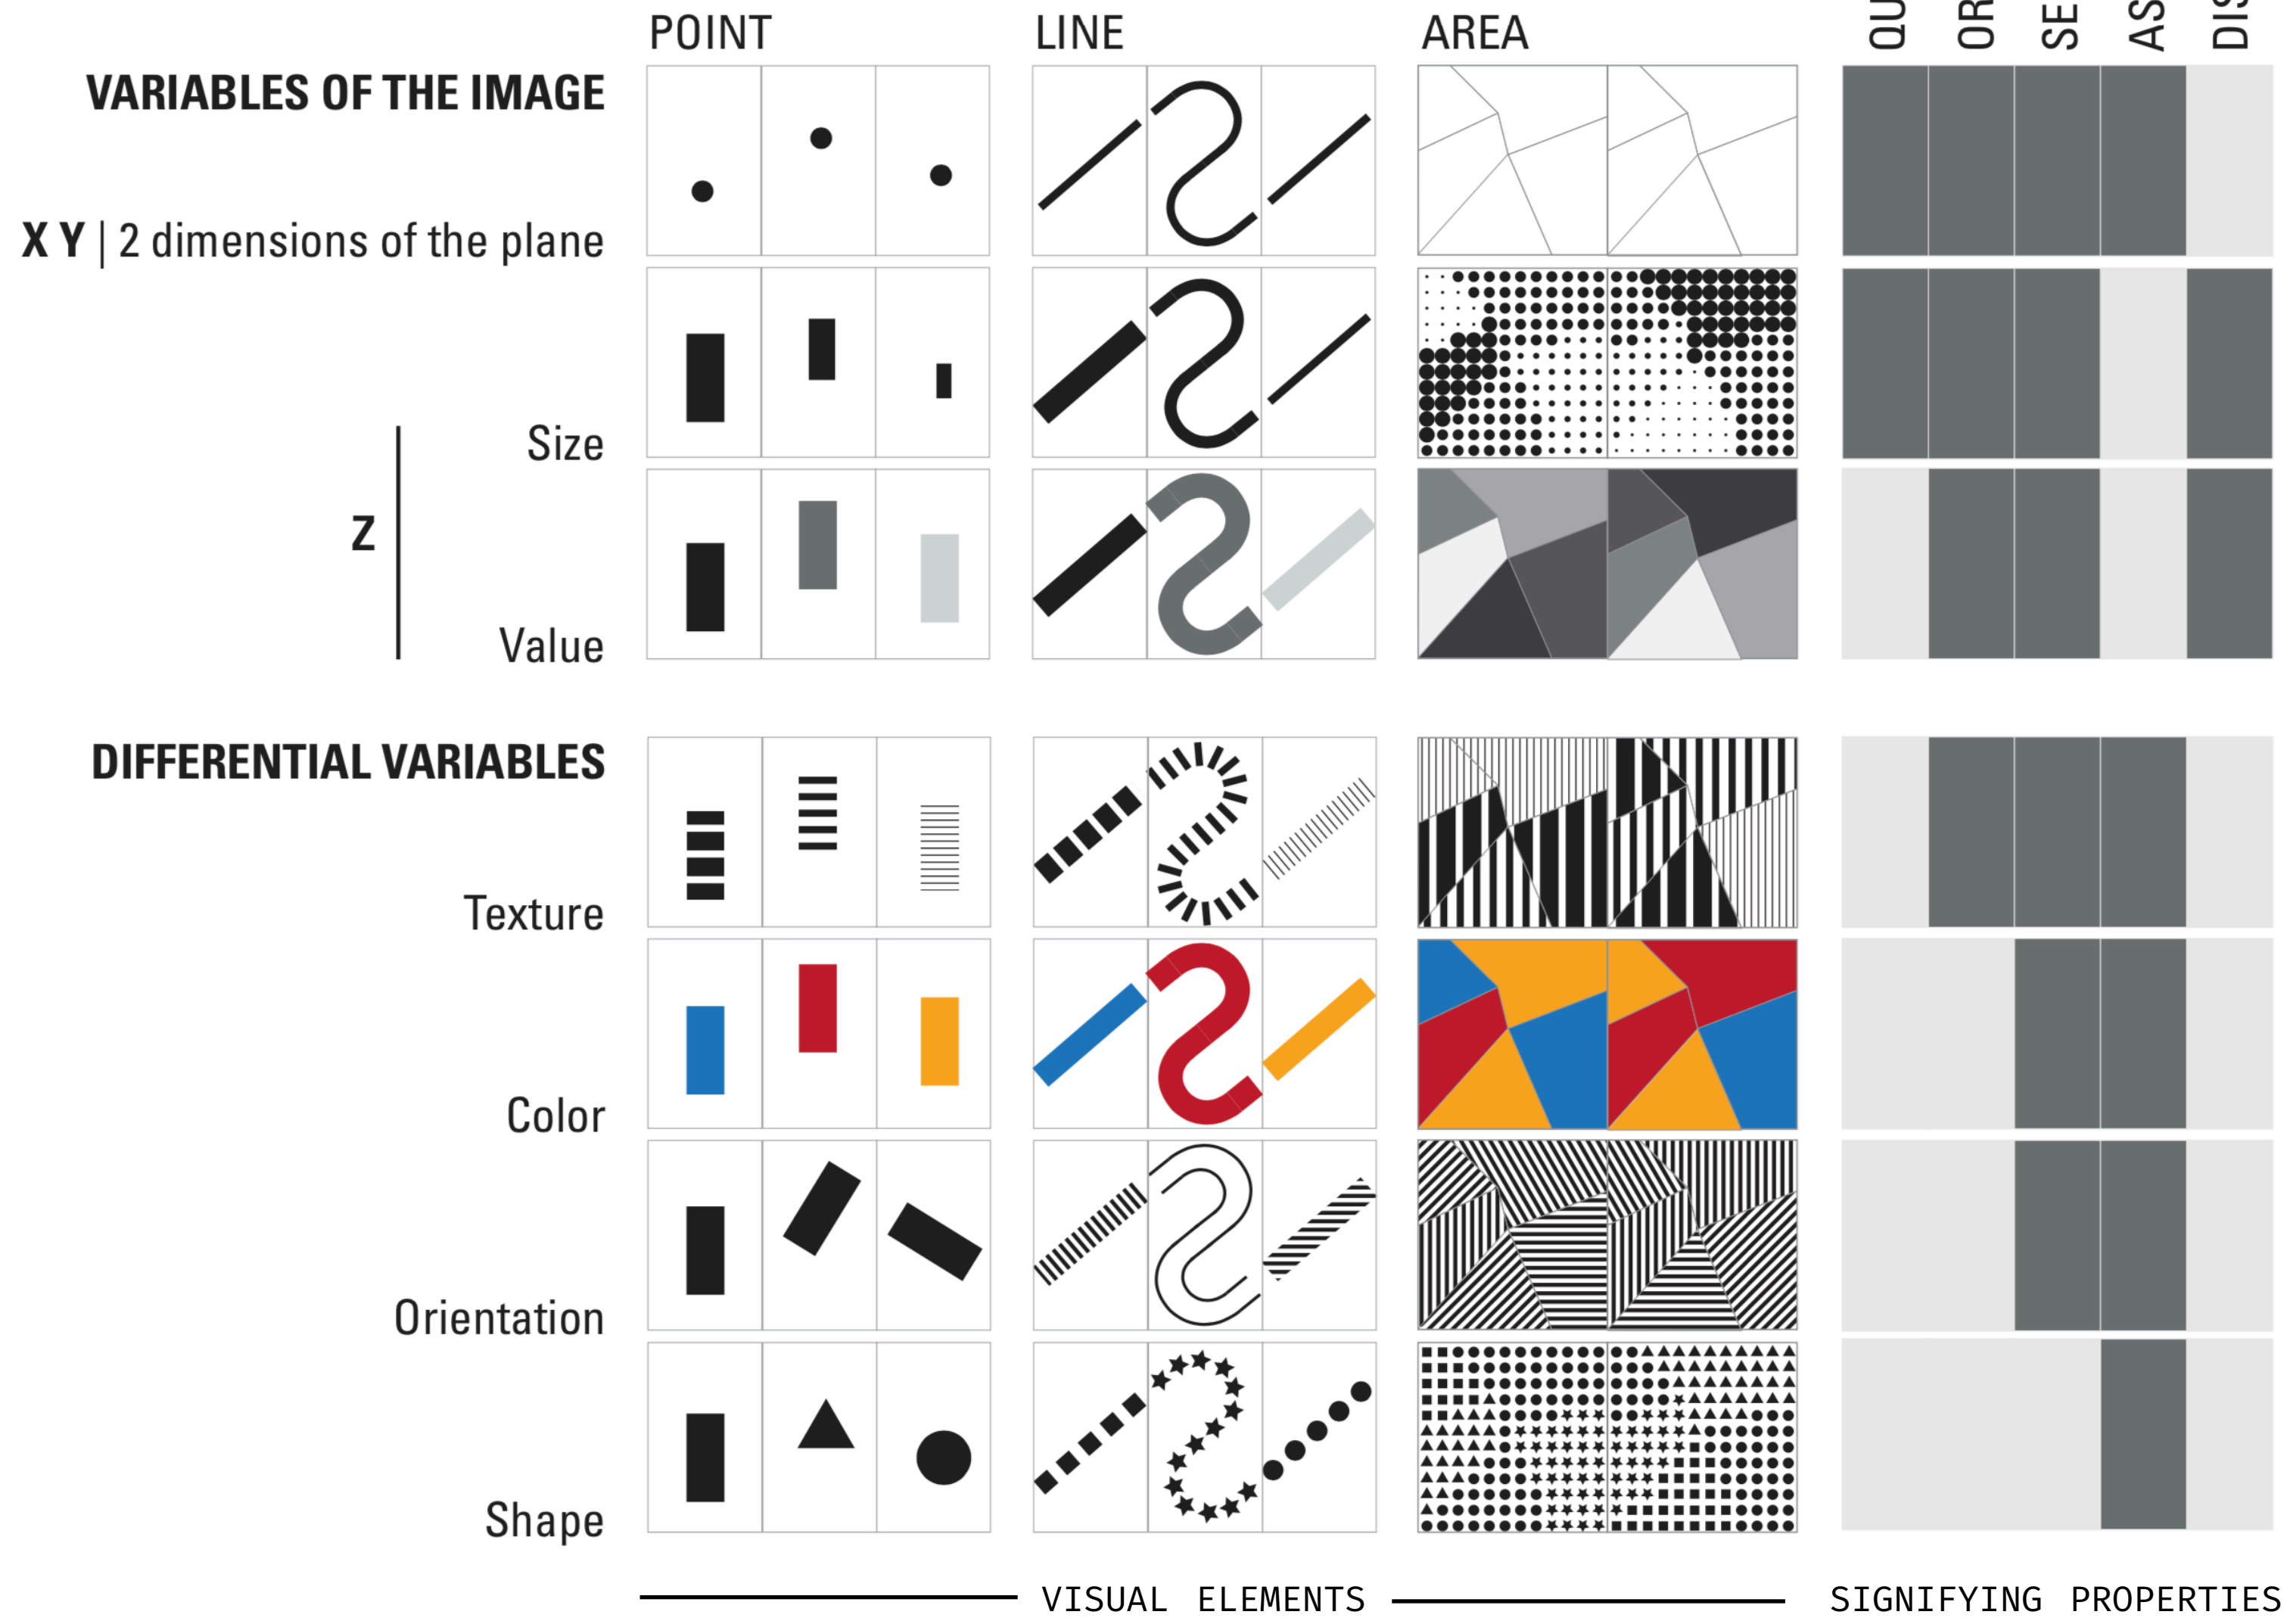 POINT LINE AREA QU OR SE AS DIS
VARIABLES OF THE IMAGE
X Y | 2 dimensions of the plane
Size
Z
Value
DIFFERENTIAL VARIABLES
Texture
Color
Orientation
Shape
VISUAL ELEMENTS SIGNIFYING PROPERTIES